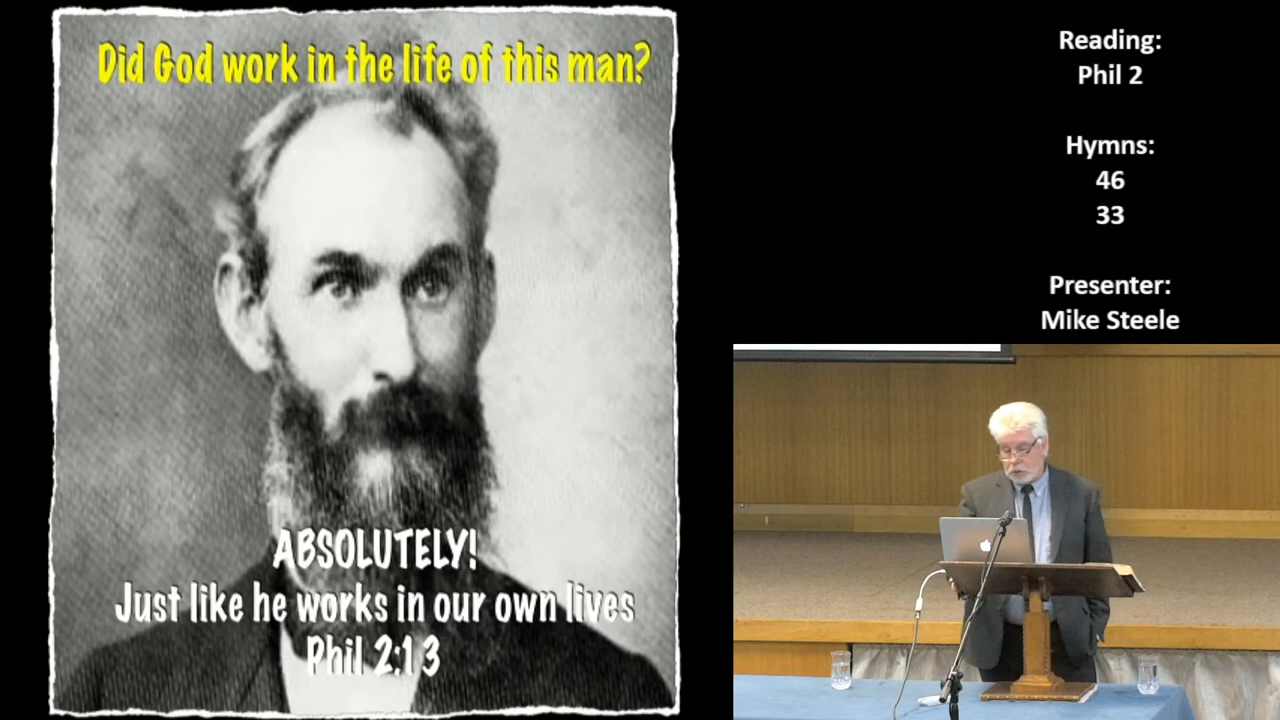 Did God work in the life of this man?
ABSOLUTELY!
Just like he works in our own lives
Phil 2:13
Reading:
Phil 2
Hymns:
46
33
Presenter:
Mike Steele